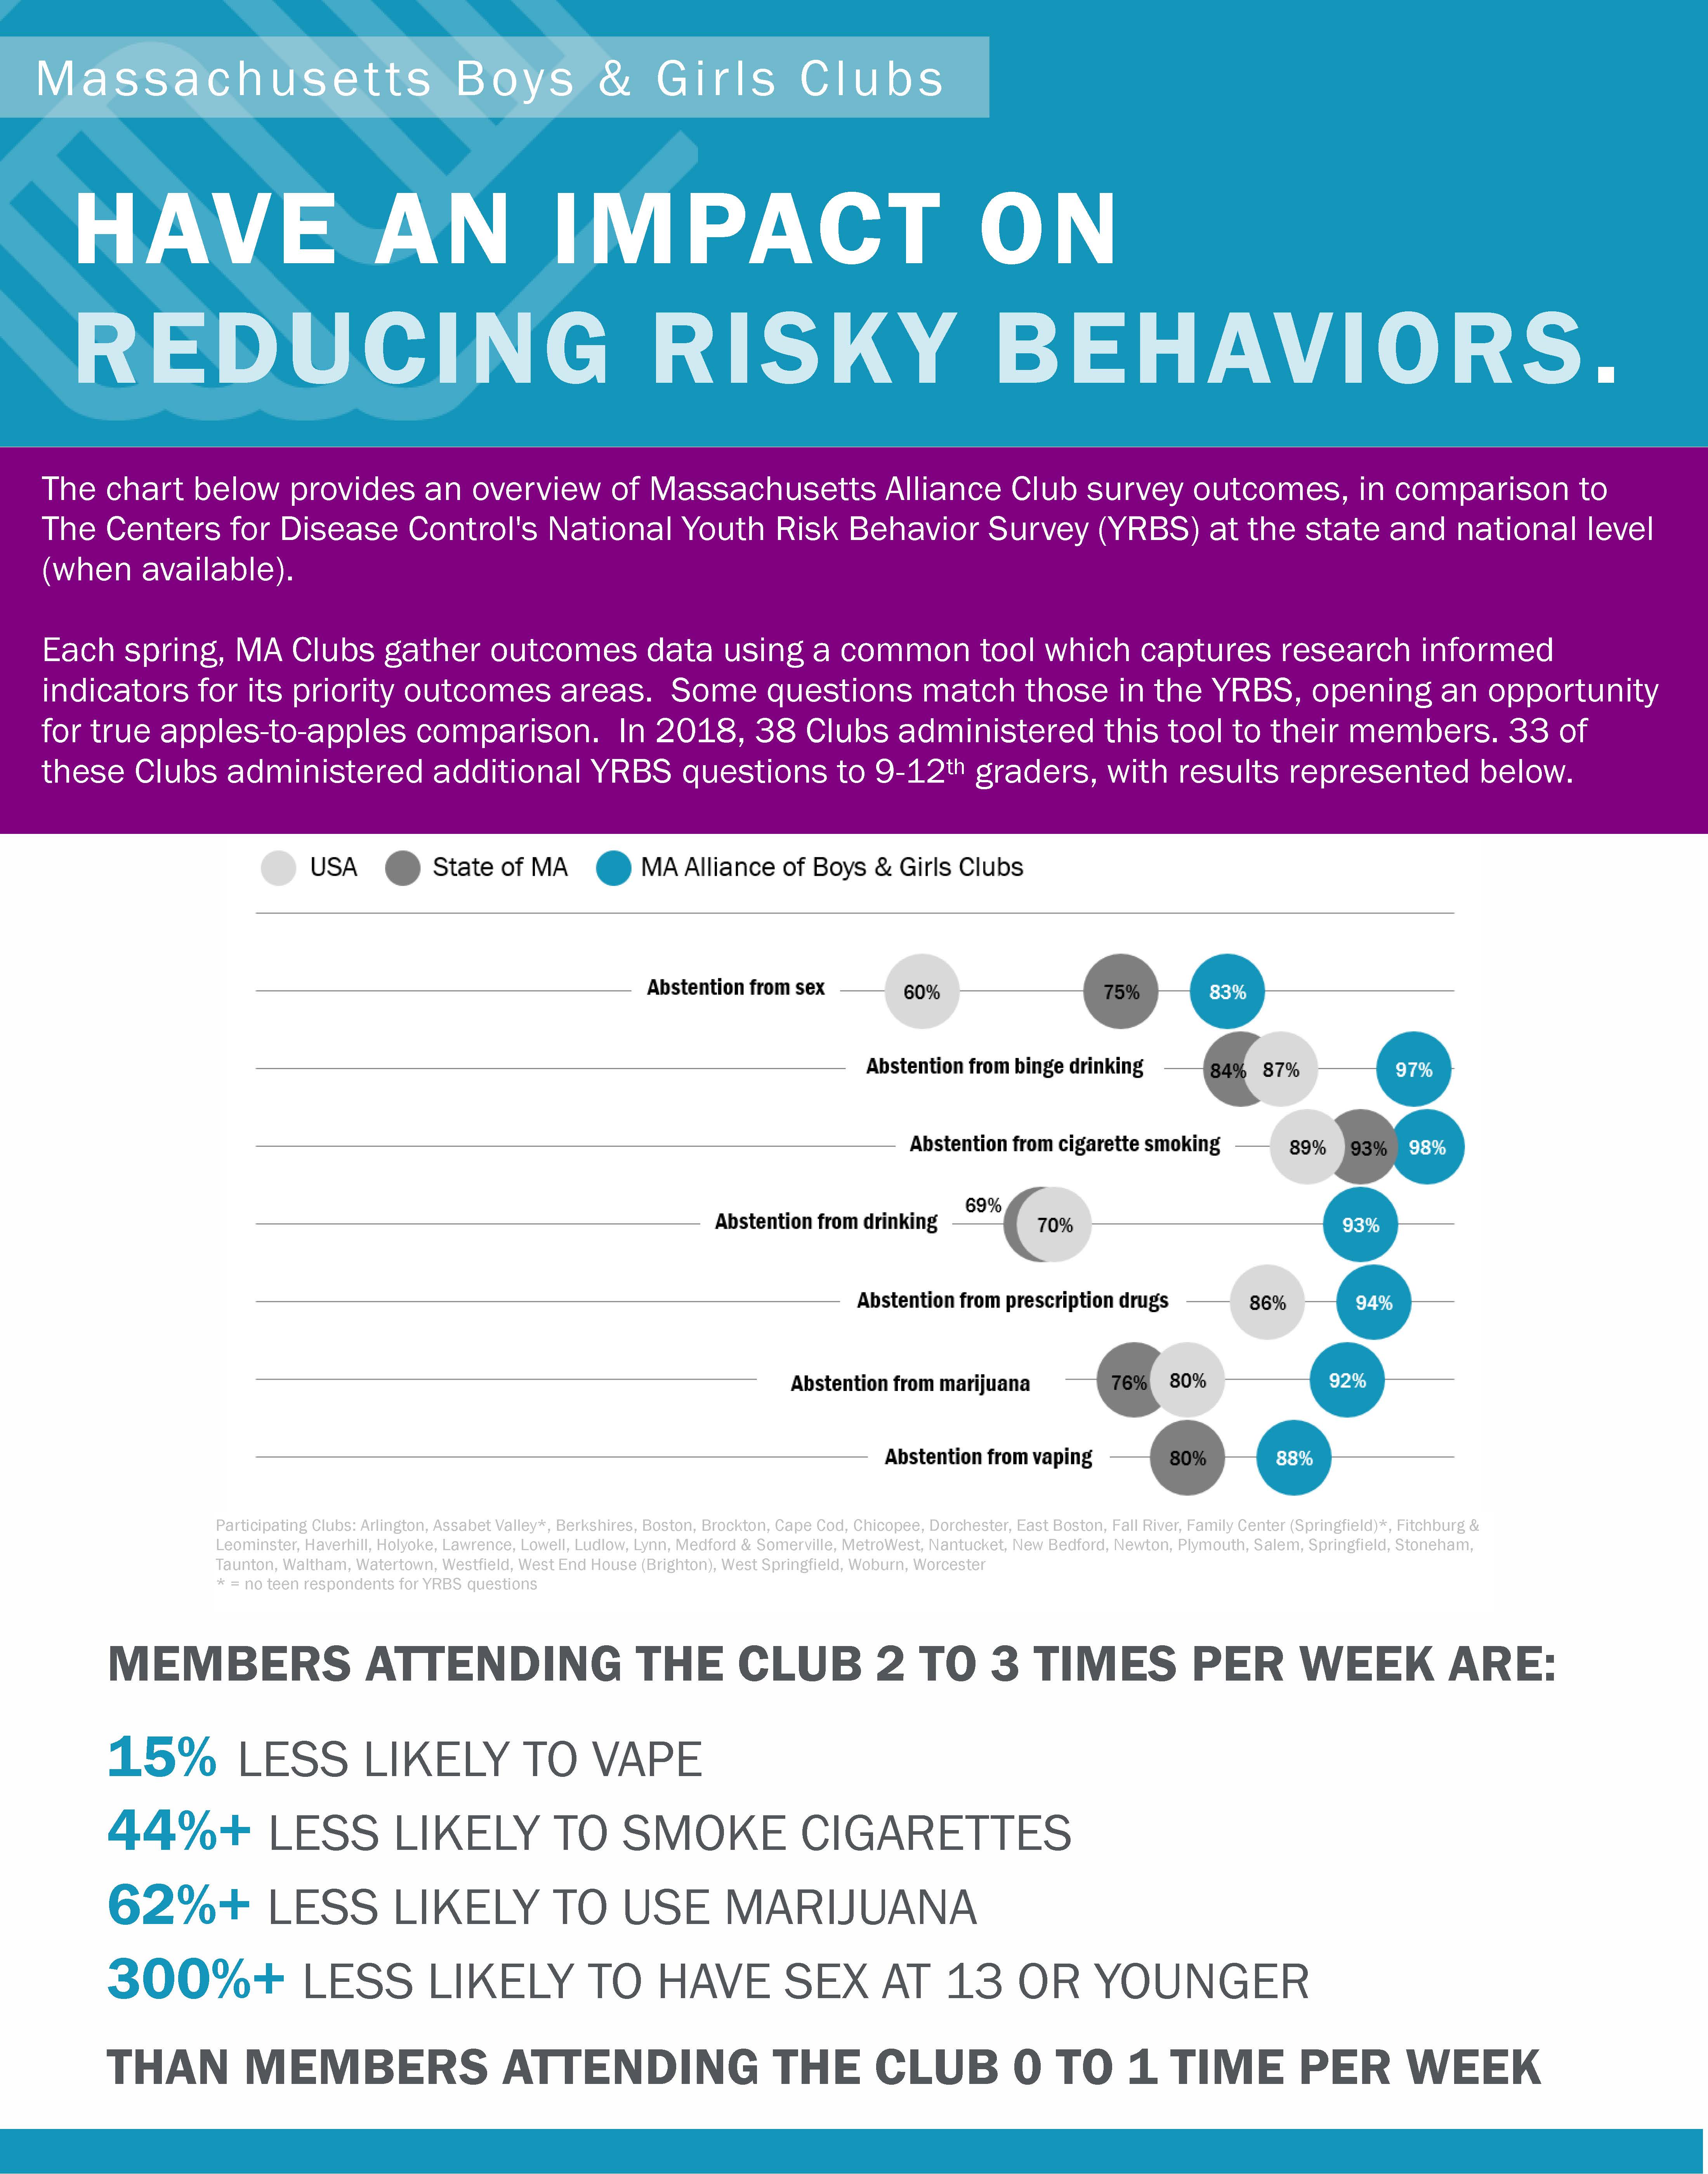 Massachusetts Boys & Girls Clubs
HAVE AN IMPACT ON
REDUCING RISKY BEHAVIORS.
The chart below provides an overview of Massachusetts Alliance Club survey outcomes, in comparison to
The Centers for Disease Control's National Youth Risk Behavior Survey (YRBS) at the state and national level
(when available).
Each spring, MA Clubs gather outcomes data using a common tool which captures research informed
indicators for its priority outcomes areas.  Some questions match those in the YRBS, opening an opportunity
for true apples-to-apples comparison.  In 2018, 38 Clubs administered this tool to their members. 33 of
these Clubs administered additional YRBS questions to 9-12th graders, with results represented below.
USA State of MA MA Alliance of Boys & Girls Clubs
Abstention from sex 60% 75% 83%
Abstention from binge drinking 84% 87% 97%
Abstention from cigarette smoking 89% 93% 98%
Abstention from drinking 69% 70% 93%
Abstention from prescription drugs 86% 94%
Abstention from marijuana 76% 80% 92%
Abstention from vaping 80% 88%
Participating Clubs: Arlington, Assabet Valley*, Berkshires, Boston, Brockton, Cape Cod, Chicopee, Dorchester, East Boston, Fall River, Family Center (Springfield)*, Fitchburg &
Leominster, Haverhill, Holyoke, Lawrence, Lowell, Ludlow, Lynn, Medford & Somerville, MetroWest, Nantucket, New Bedford, Newton, Plymouth, Salem, Springfield, Stoneham,
Taunton, Waltham, Watertown, Westfield, West End House (Brighton), West Springfield, Woburn, Worcester
* = no teen respondents for YRBS questions
MEMBERS ATTENDING THE CLUB 2 TO 3 TIMES PER WEEK ARE:
15% LESS LIKELY TO VAPE
44%+ LESS LIKELY TO SMOKE CIGARETTES
62%+ LESS LIKELY TO USE MARIJUANA
300%+ LESS LIKELY TO HAVE SEX AT 13 OR YOUNGER
THAN MEMBERS ATTENDING THE CLUB 0 TO 1 TIME PER WEEK